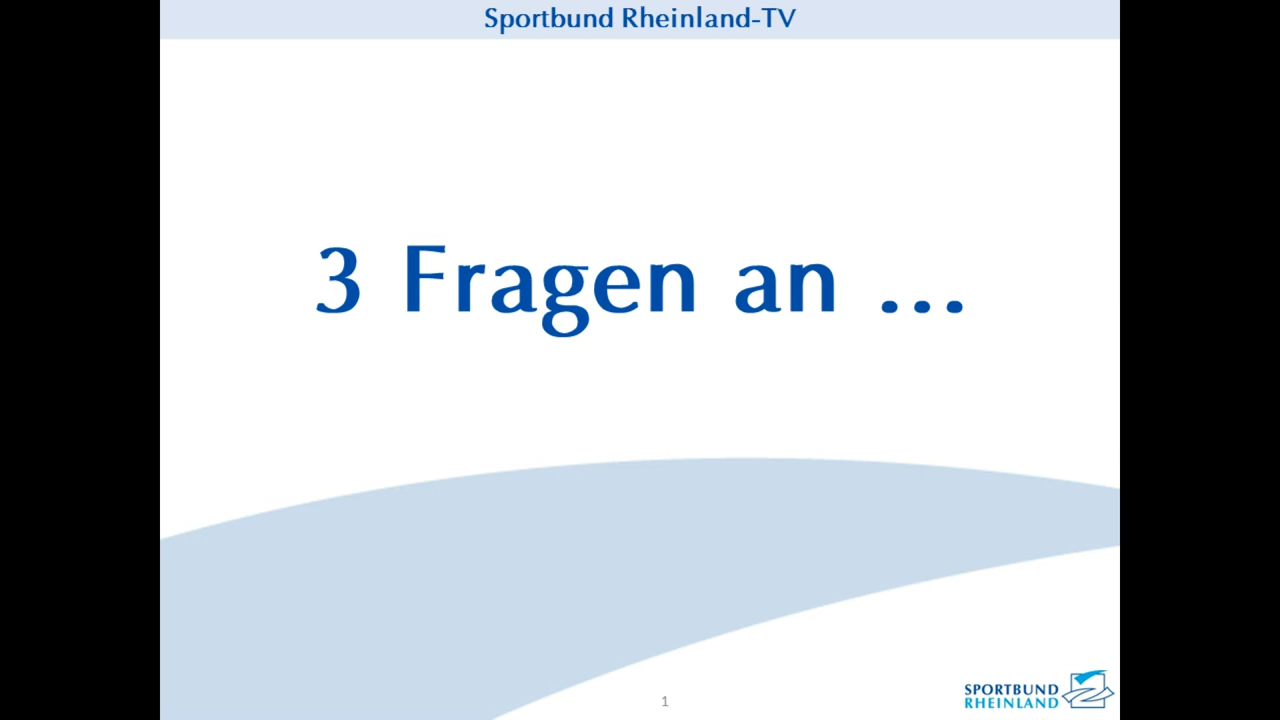 Sportbund Rheinland-TV
3 Fragen an ...
1
SPORTBUND
RHEINLAND